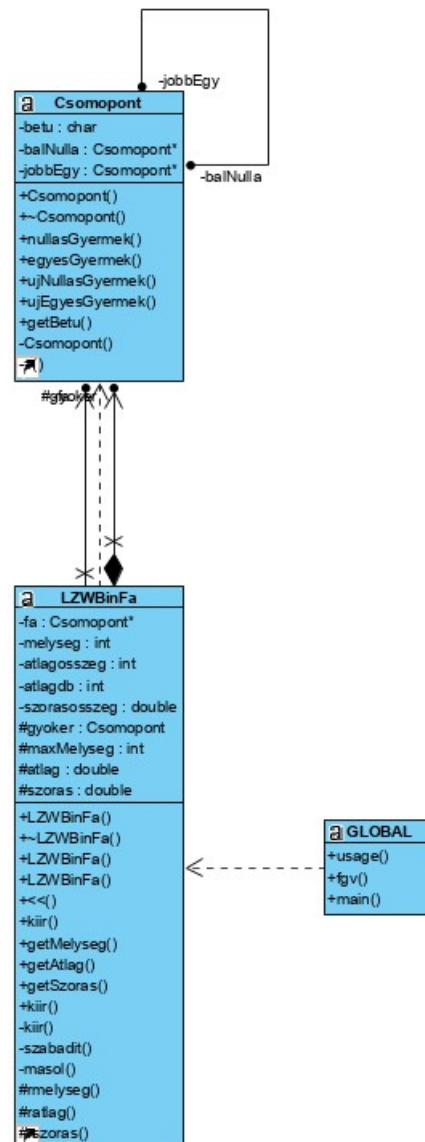 -jobbEgy
a Csomopont
-betu : char
-balNulla : Csomopont*
-jobbEgy : Csomopont*
-balNulla
+Csomopont()
+~Csomopont()
+nullasGyermek()
+egyesGyermek()
+ujNullasGyermek()
+ujEgyesGyermek()
+getBetu()
-Csomopont()
#gyoker
a LZWBinFa
-fa : Csomopont*
-melyseg : int
-atlagosszeg : int
-atlagdb : int
-szorasosszeg : double
#gyoker : Csomopont
#maxMelyseg : int
#atlag : double
#szoras : double
+LZWBinFa()
+~LZWBinFa()
+LZWBinFa()
+LZWBinFa()
+<<()
+kiir()
+getMelyseg()
+getAtlag()
+getSzoras()
+kiir()
-kiir()
-szabadit()
-masol()
#rmelyseg()
#ratlag()
a GLOBAL
+usage()
+fgv()
+main()